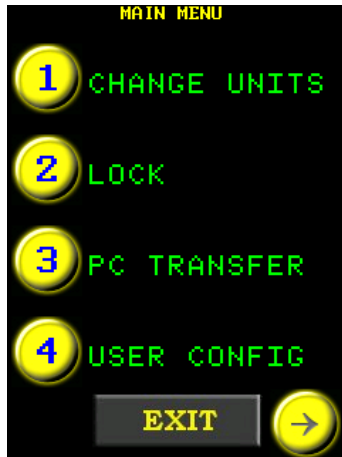 MAIN MENU
1 CHANGE UNITS
2 LOCK
3 PC TRANSFER
4 USER CONFIG
EXIT →